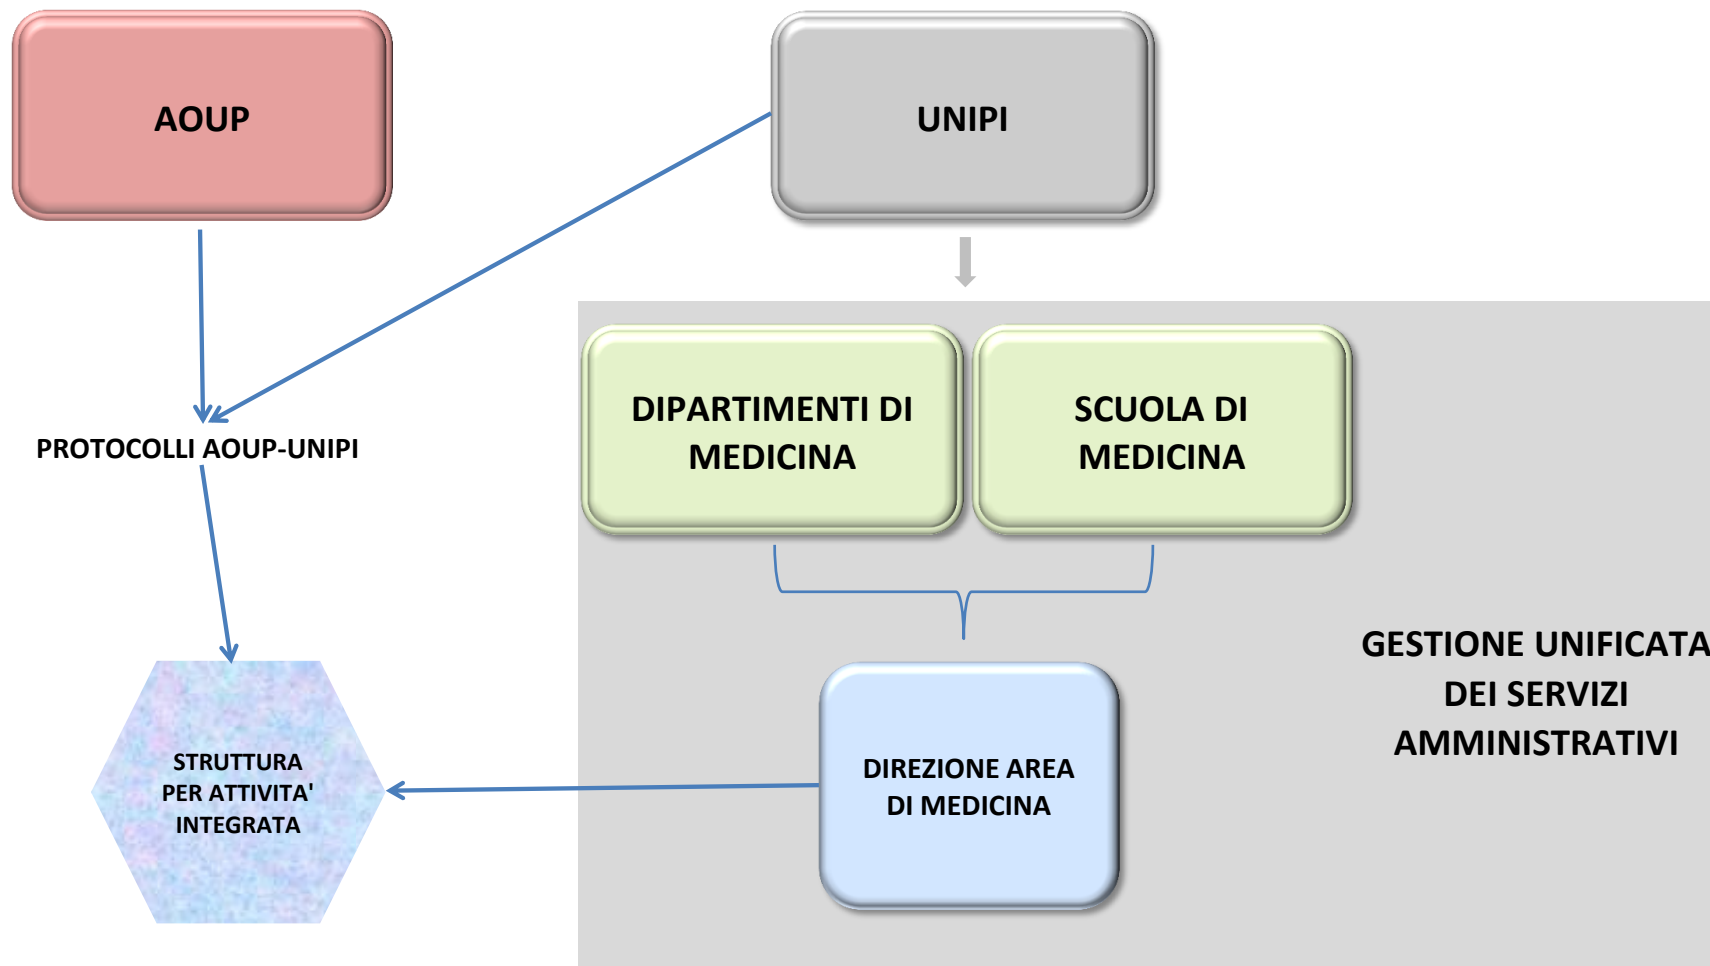 AOUP
UNIPI
DIPARTIMENTI DI
MEDICINA
SCUOLA DI
MEDICINA
PROTOCOLLI AOUP-UNIPI
GESTIONE UNIFICATA
DEI SERVIZI
AMMINISTRATIVI
STRUTTURA
PER ATTIVITA'
INTEGRATA
DIREZIONE AREA
DI MEDICINA